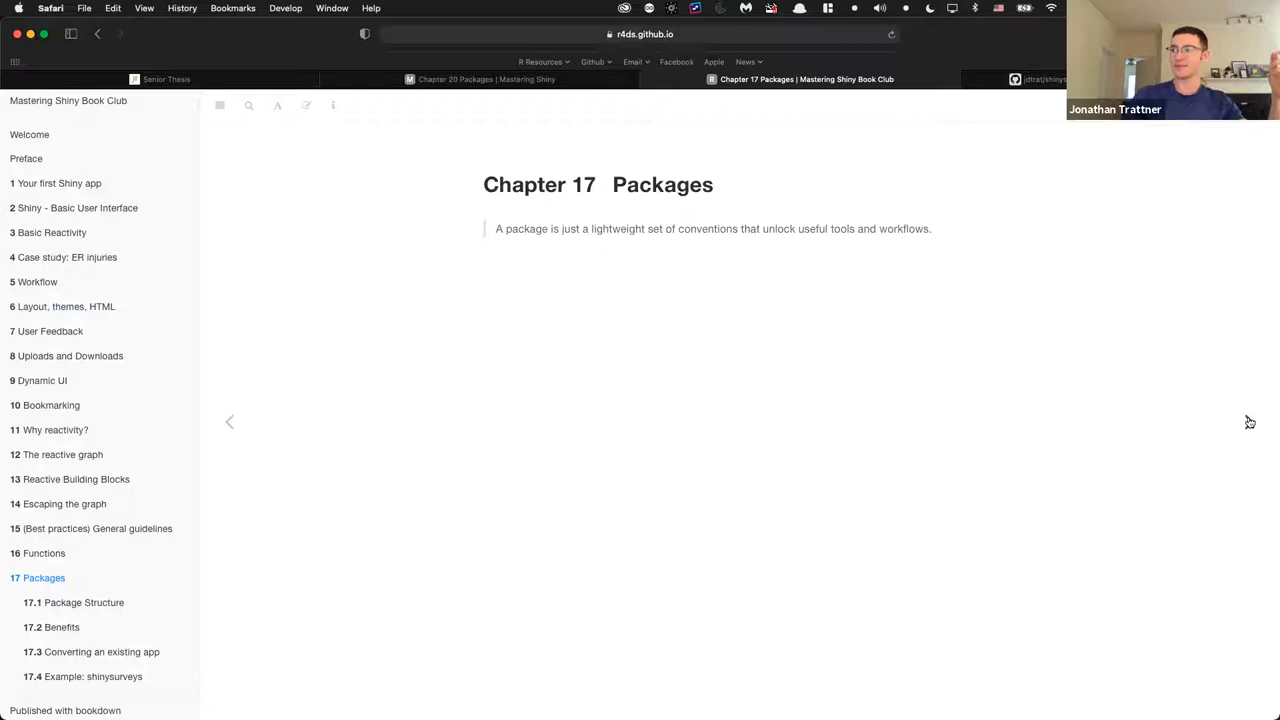 Safari File Edit View History Bookmarks Develop Window Help
r4ds.github.io
R Resources Github Email Facebook Apple News
Senior Thesis
Chapter 20 Packages | Mastering Shiny
Chapter 17 Packages | Mastering Shiny Book Club
jdtrat/shinys
Jonathan Trattner
Mastering Shiny Book Club
Welcome
Preface
1 Your first Shiny app
2 Shiny - Basic User Interface
3 Basic Reactivity
4 Case study: ER injuries
5 Workflow
6 Layout, themes, HTML
7 User Feedback
8 Uploads and Downloads
9 Dynamic UI
10 Bookmarking
11 Why reactivity?
12 The reactive graph
13 Reactive Building Blocks
14 Escaping the graph
15 (Best practices) General guidelines
16 Functions
17 Packages
17.1 Package Structure
17.2 Benefits
17.3 Converting an existing app
17.4 Example: shinysurveys
Published with bookdown
Chapter 17 Packages
A package is just a lightweight set of conventions that unlock useful tools and workflows.